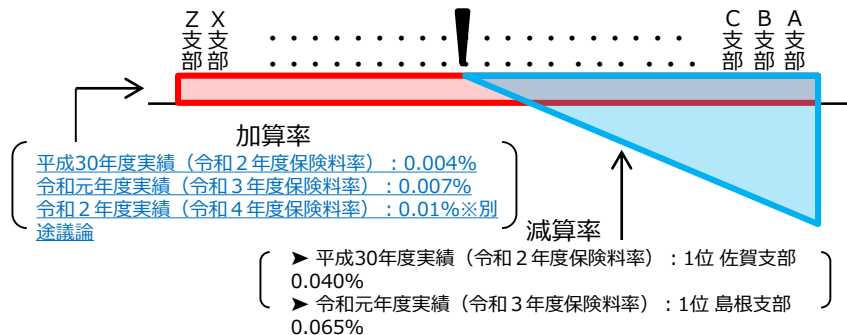 Z支部 X支部 ・・・・・・・・・・・・・・・・・・・・ C支部 B支部 A支部
・・・・・・・・・・・・・・・・・・・・
加算率
平成30年度実績（令和２年度保険料率）：0.004%
令和元年度実績（令和３年度保険料率）：0.007%
令和２年度実績（令和４年度保険料率）：0.01%※別
途議論
減算率
➤ 平成30年度実績（令和２年度保険料率）：1位 佐賀支部
0.040%
➤ 令和元年度実績（令和３年度保険料率）：1位 島根支部
0.065%